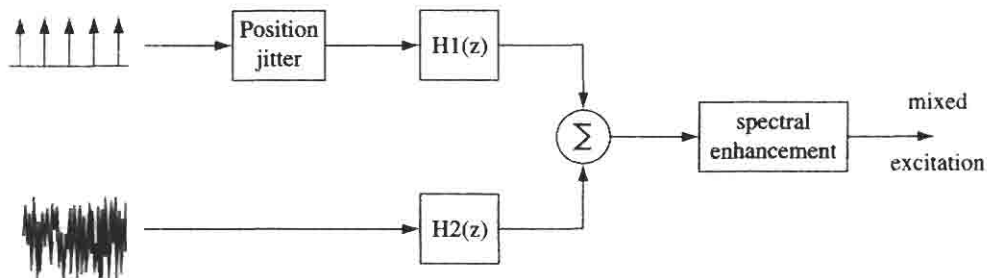 Position
jitter
H1(z)
Σ
spectral
enhancement
mixed
excitation
H2(z)